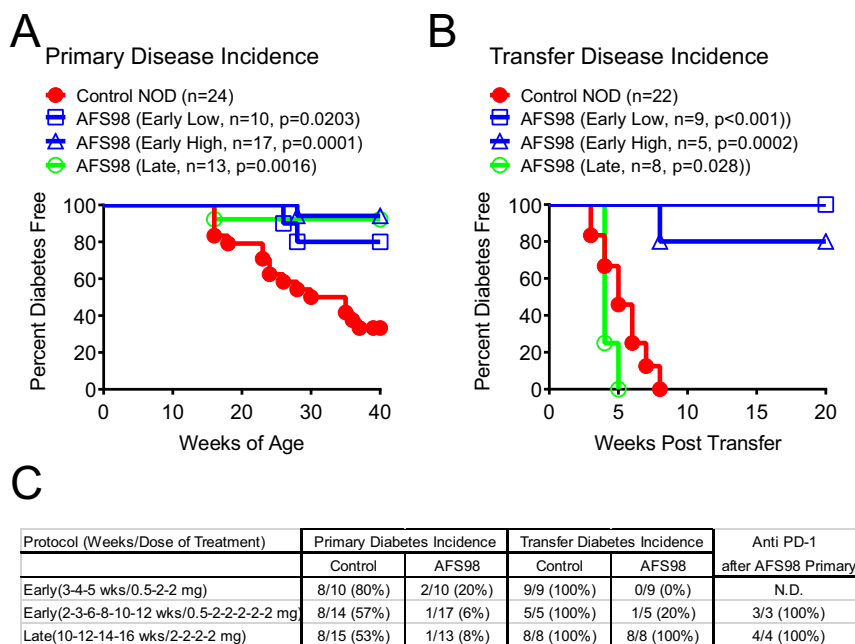 A
Primary Disease Incidence
Control NOD (n=24)
AFS98 (Early Low, n=10, p=0.0203)
AFS98 (Early High, n=17, p=0.0001)
AFS98 (Late, n=13, p=0.0016)
Percent Diabetes Free
100
80
60
40
20
0
0 10 20 30 40
Weeks of Age
B
Transfer Disease Incidence
Control NOD (n=22)
AFS98 (Early Low, n=9, p<0.001))
AFS98 (Early High, n=5, p=0.0002)
AFS98 (Late, n=8, p=0.028))
Percent Diabetes Free
100
80
60
40
20
0
0 5 10 15 20
Weeks Post Transfer
C
Protocol (Weeks/Dose of Treatment) Primary Diabetes Incidence Transfer Diabetes Incidence Anti PD-1
Control AFS98 Control AFS98 after AFS98 Primary
Early(3-4-5 wks/0.5-2-2 mg) 8/10 (80%) 2/10 (20%) 9/9 (100%) 0/9 (0%) N.D.
Early(2-3-6-8-10-12 wks/0.5-2-2-2-2-2 mg) 8/14 (57%) 1/17 (6%) 5/5 (100%) 1/5 (20%) 3/3 (100%)
Late(10-12-14-16 wks/2-2-2-2 mg) 8/15 (53%) 1/13 (8%) 8/8 (100%) 8/8 (100%) 4/4 (100%)